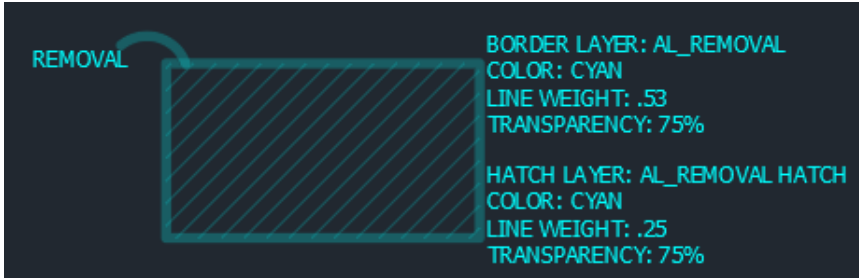 REMOVAL
BORDER LAYER: AL_REMOVAL
COLOR: CYAN
LINE WEIGHT: .53
TRANSPARENCY: 75%
HATCH LAYER: AL_REMOVAL HATCH
COLOR: CYAN
LINE WEIGHT: .25
TRANSPARENCY: 75%